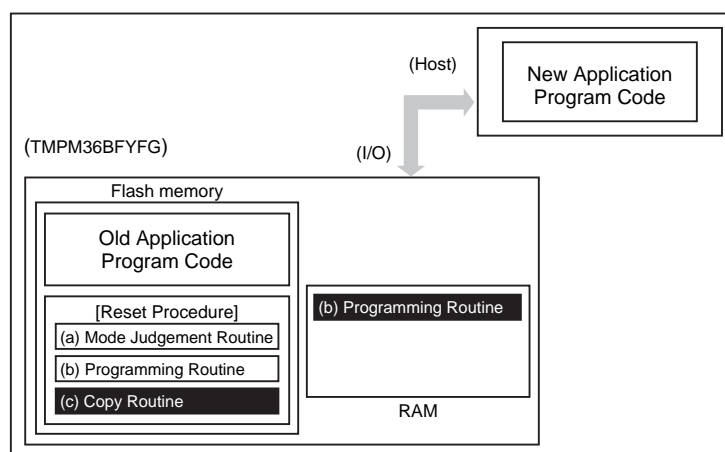 (Host)
New Application
Program Code
(TMPM36BFYFG)
(I/O)
Flash memory
Old Application
Program Code
[Reset Procedure]
(a) Mode Judgement Routine
(b) Programming Routine
(c) Copy Routine
(b) Programming Routine
RAM